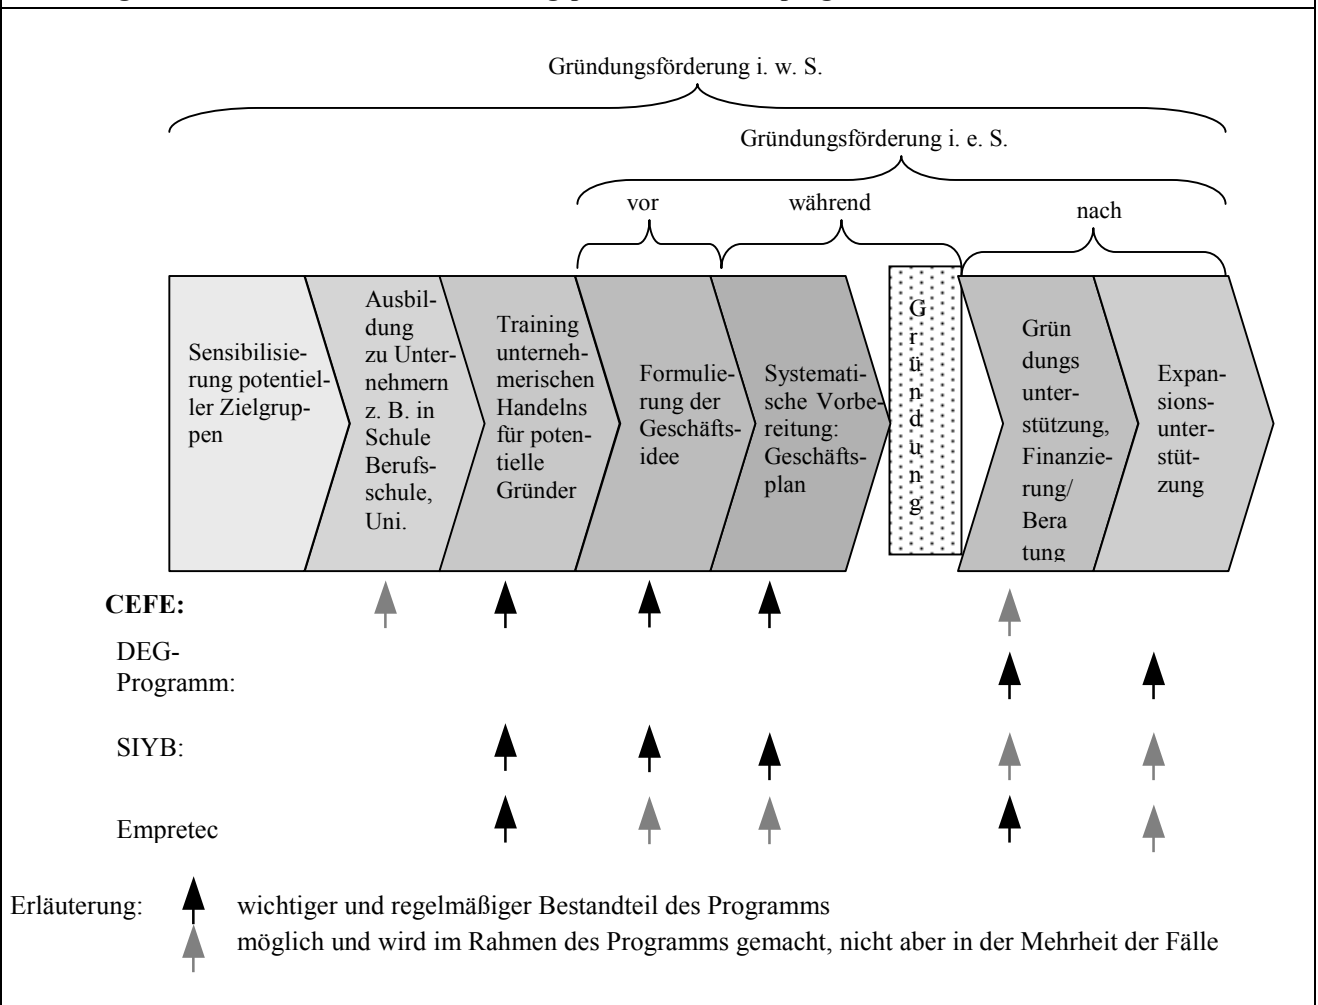 Gründungsförderung i. w. S.
Gründungsförderung i. e. S.
vor
während
nach
Sensibilisie-
rung potentiel-
ler Zielgrup-
pen
Ausbil-
dung
zu Unter-
nehmern
z. B. in
Schule
Berufs-
schule,
Uni.
Training
unterneh-
merischen
Handelns
für poten-
tielle
Gründer
Formulie-
rung der
Geschäfts-
idee
Systemati-
sche Vorbe-
reitung:
Geschäfts-
plan
G
r
ü
n
d
u
n
g
Grün
dungs
unter-
stützung,
Finanzie-
rung/
Bera
tung
Expan-
sions-
unter-
stüt-
zung
CEFE:
DEG-
Programm:
SIYB:
Empretec
Erläuterung:
wichtiger und regelmäßiger Bestandteil des Programms
möglich und wird im Rahmen des Programms gemacht, nicht aber in der Mehrheit der Fälle